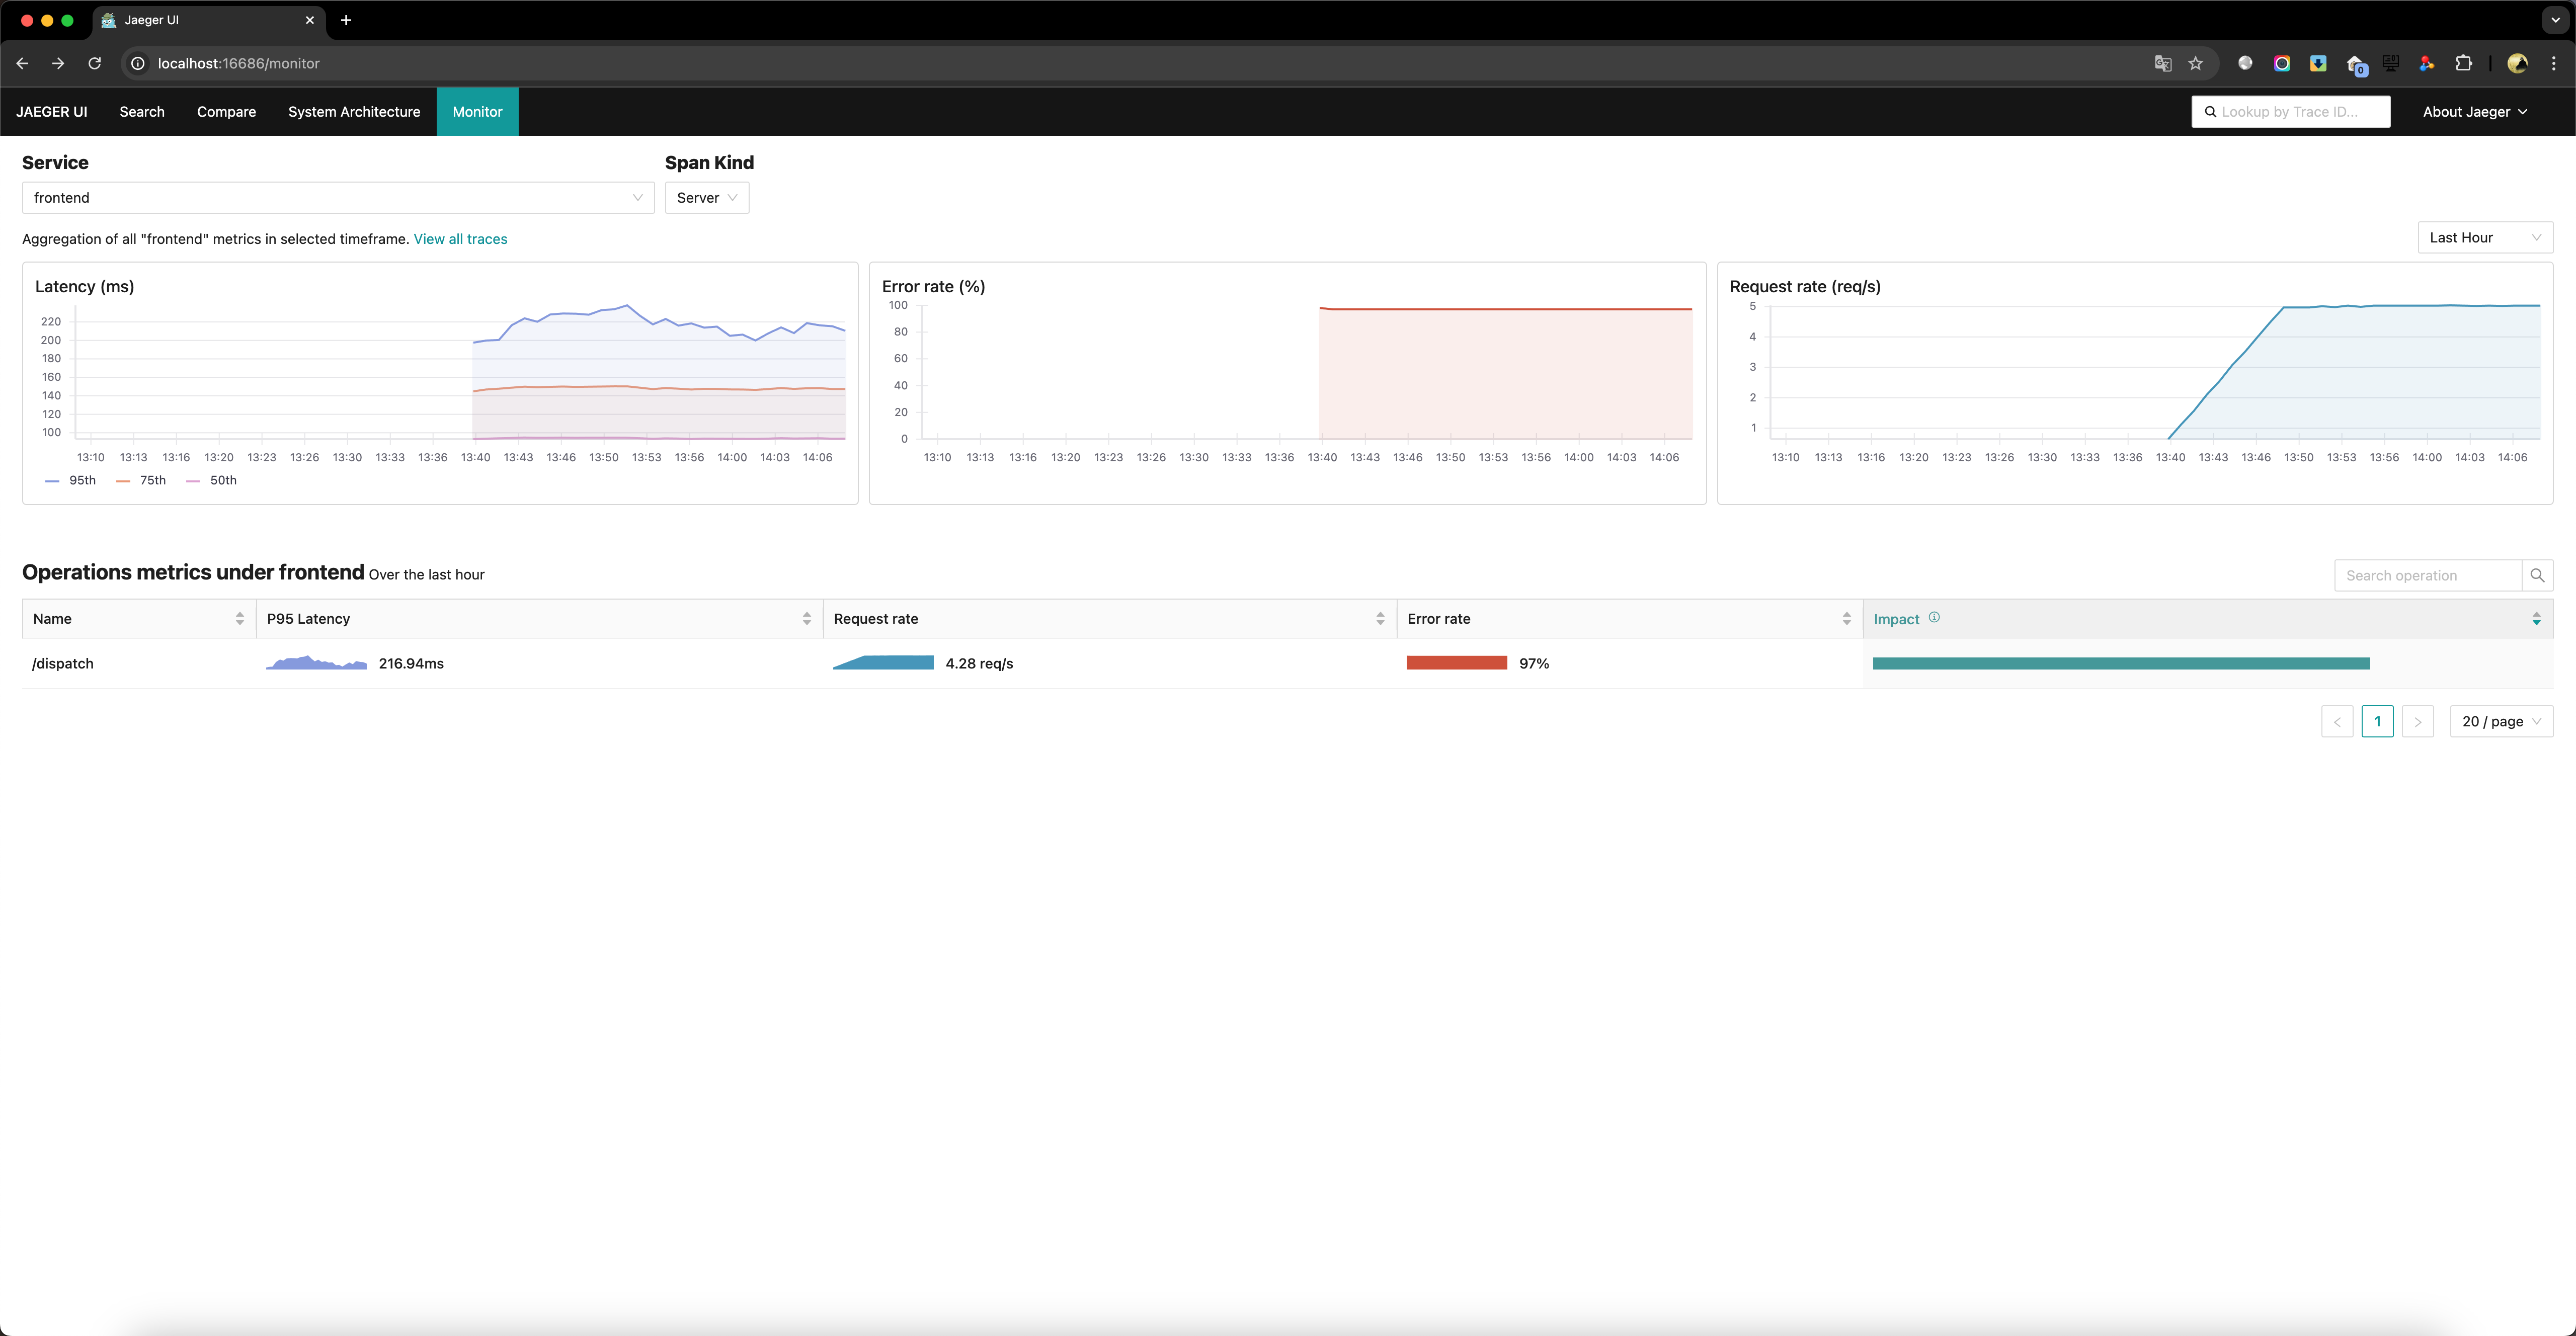 Jaeger UI
localhost:16686/monitor
0
JAEGER UI Search Compare System Architecture Monitor Lookup by Trace ID... About Jaeger
Service Span Kind
frontend Server
Aggregation of all "frontend" metrics in selected timeframe. View all traces Last Hour
Latency (ms)
220
200
180
160
140
120
100
13:10 13:13 13:16 13:20 13:23 13:26 13:30 13:33 13:36 13:40 13:43 13:46 13:50 13:53 13:56 14:00 14:03 14:06
95th 75th 50th
Error rate (%)
100
80
60
40
20
0
13:10 13:13 13:16 13:20 13:23 13:26 13:30 13:33 13:36 13:40 13:43 13:46 13:50 13:53 13:56 14:00 14:03 14:06
Request rate (req/s)
5
4
3
2
1
13:10 13:13 13:16 13:20 13:23 13:26 13:30 13:33 13:36 13:40 13:43 13:46 13:50 13:53 13:56 14:00 14:03 14:06
Operations metrics under frontend Over the last hour Search operation
Name P95 Latency Request rate Error rate Impact
/dispatch 216.94ms 4.28 req/s 97%
< 1 > 20 / page